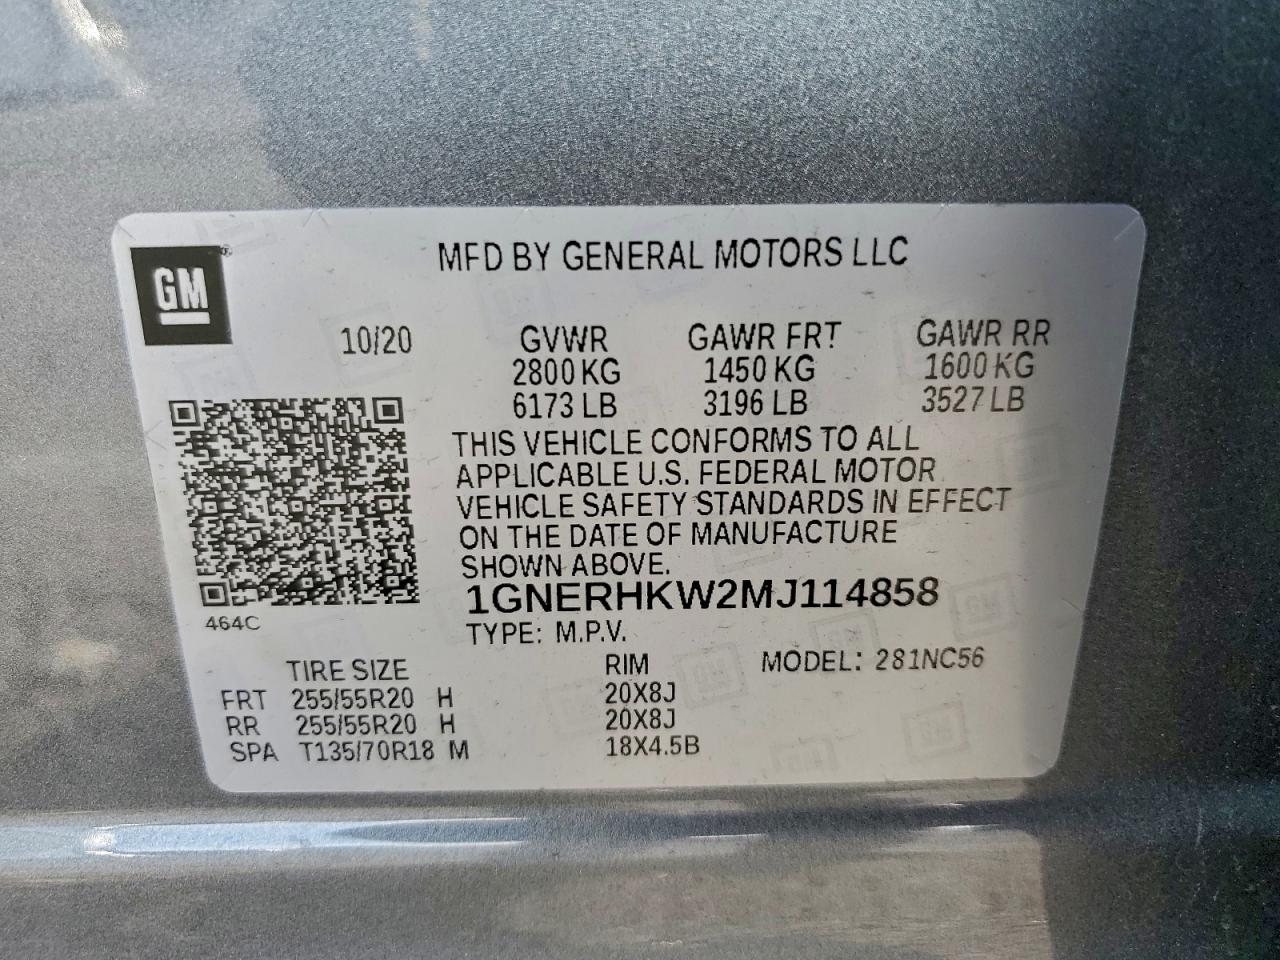 GM
MFD BY GENERAL MOTORS LLC
10/20 GVWR GAWR FRT GAWR RR
2800 KG 1450 KG 1600 KG
6173 LB 3196 LB 3527 LB
THIS VEHICLE CONFORMS TO ALL
APPLICABLE U.S. FEDERAL MOTOR
VEHICLE SAFETY STANDARDS IN EFFECT
ON THE DATE OF MANUFACTURE
SHOWN ABOVE.
1GNERHKW2MJ114858
464C
TYPE: M.P.V.
TIRE SIZE RIM MODEL: 281NC56
FRT 255/55R20 H 20X8J
RR 255/55R20 H 20X8J
SPA T135/70R18 M 18X4.5B